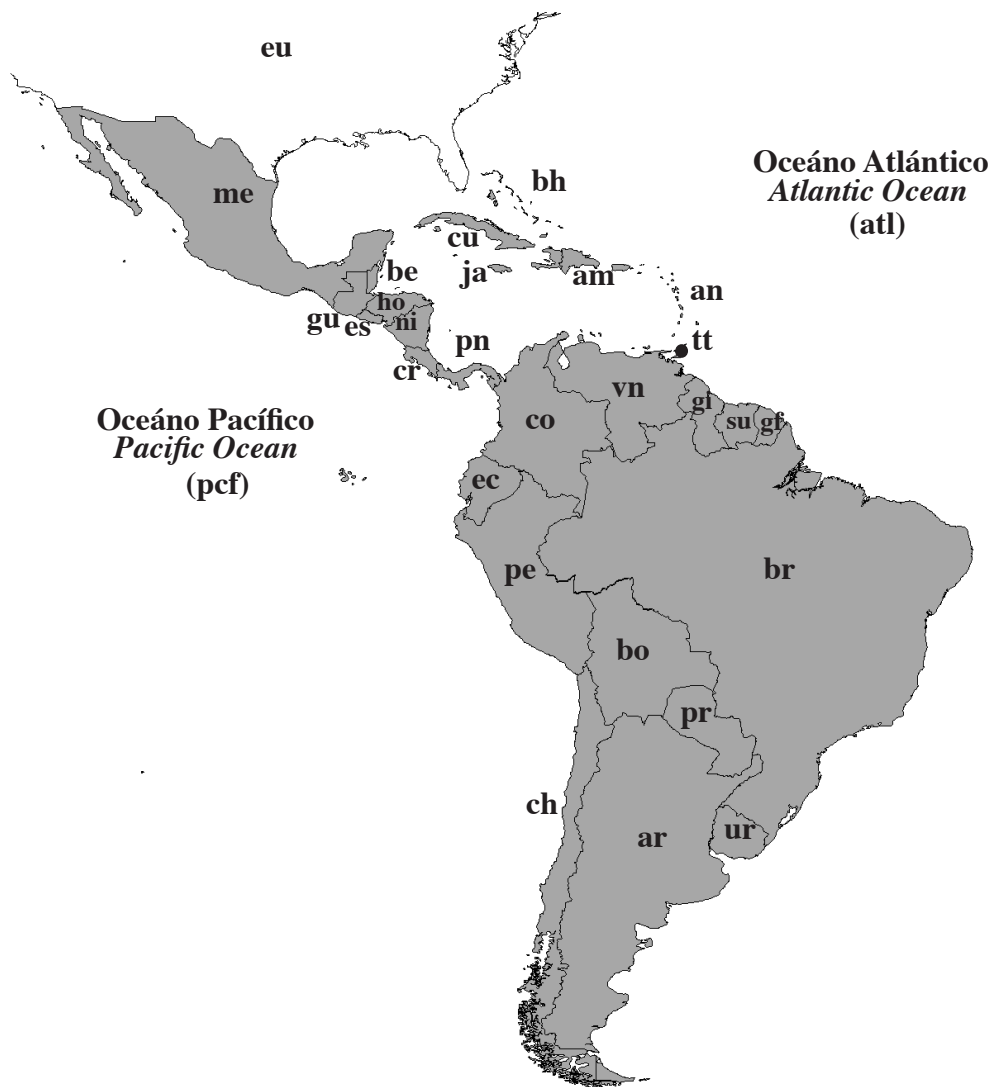 eu
bh
Oceáno Atlántico
Atlantic Ocean
(atl)
me
cu
be
ja
am
an
ho
gu
es
ni
pn
tt
cr
vn
gl
co
su
gf
Oceáno Pacífico
Pacific Ocean
(pcf)
ec
pe
br
bo
pr
ch
ar
ur